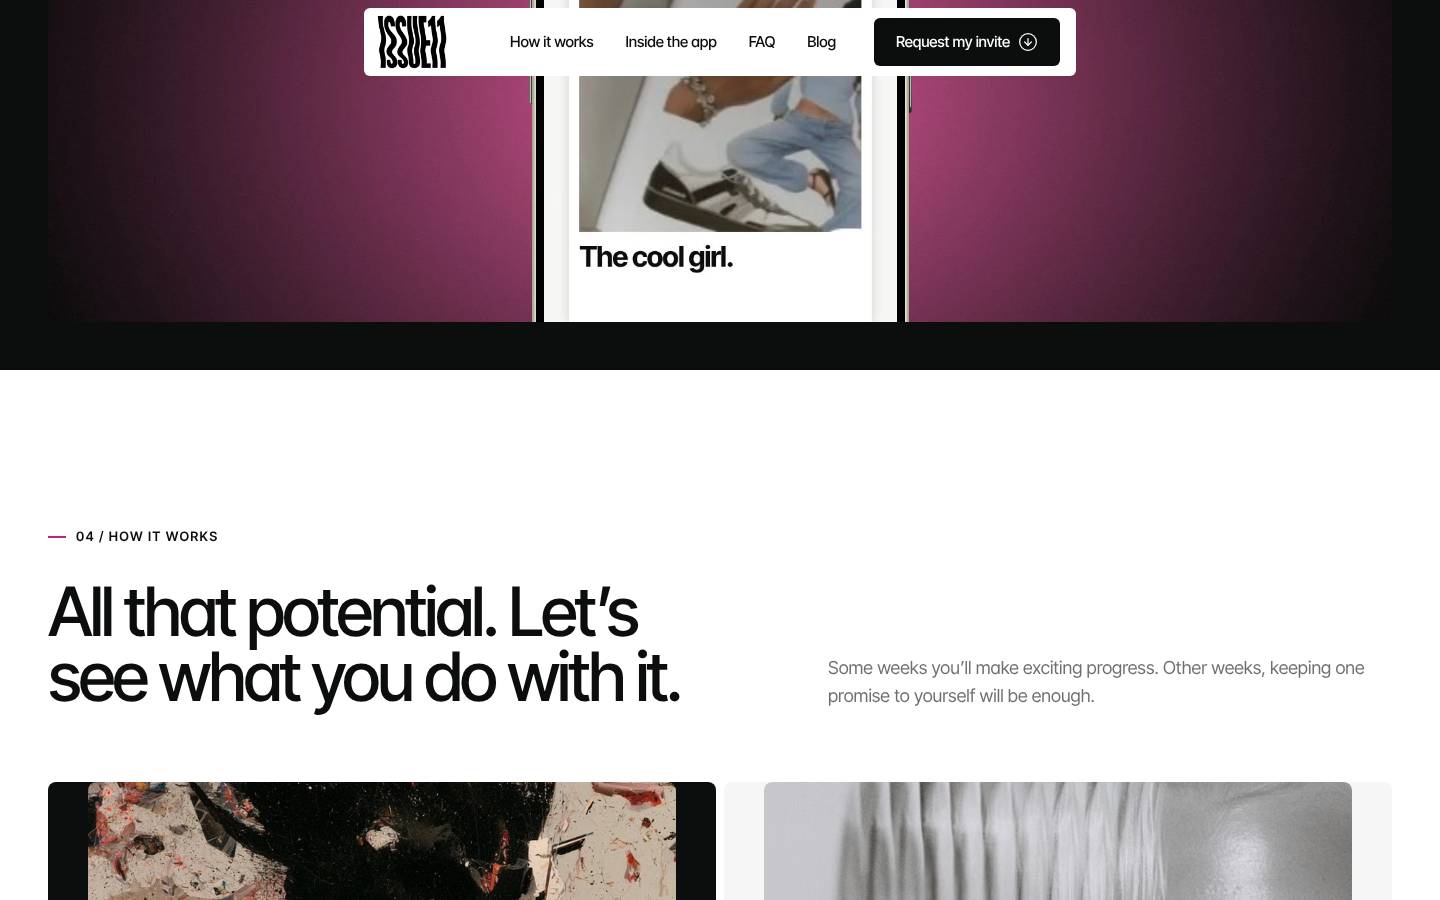 ISSUE11
How it works
Inside the app
FAQ
Blog
Request my invite
The cool girl.
04 / HOW IT WORKS
All that potential. Let’s
see what you do with it.
Some weeks you’ll make exciting progress. Other weeks, keeping one
promise to yourself will be enough.